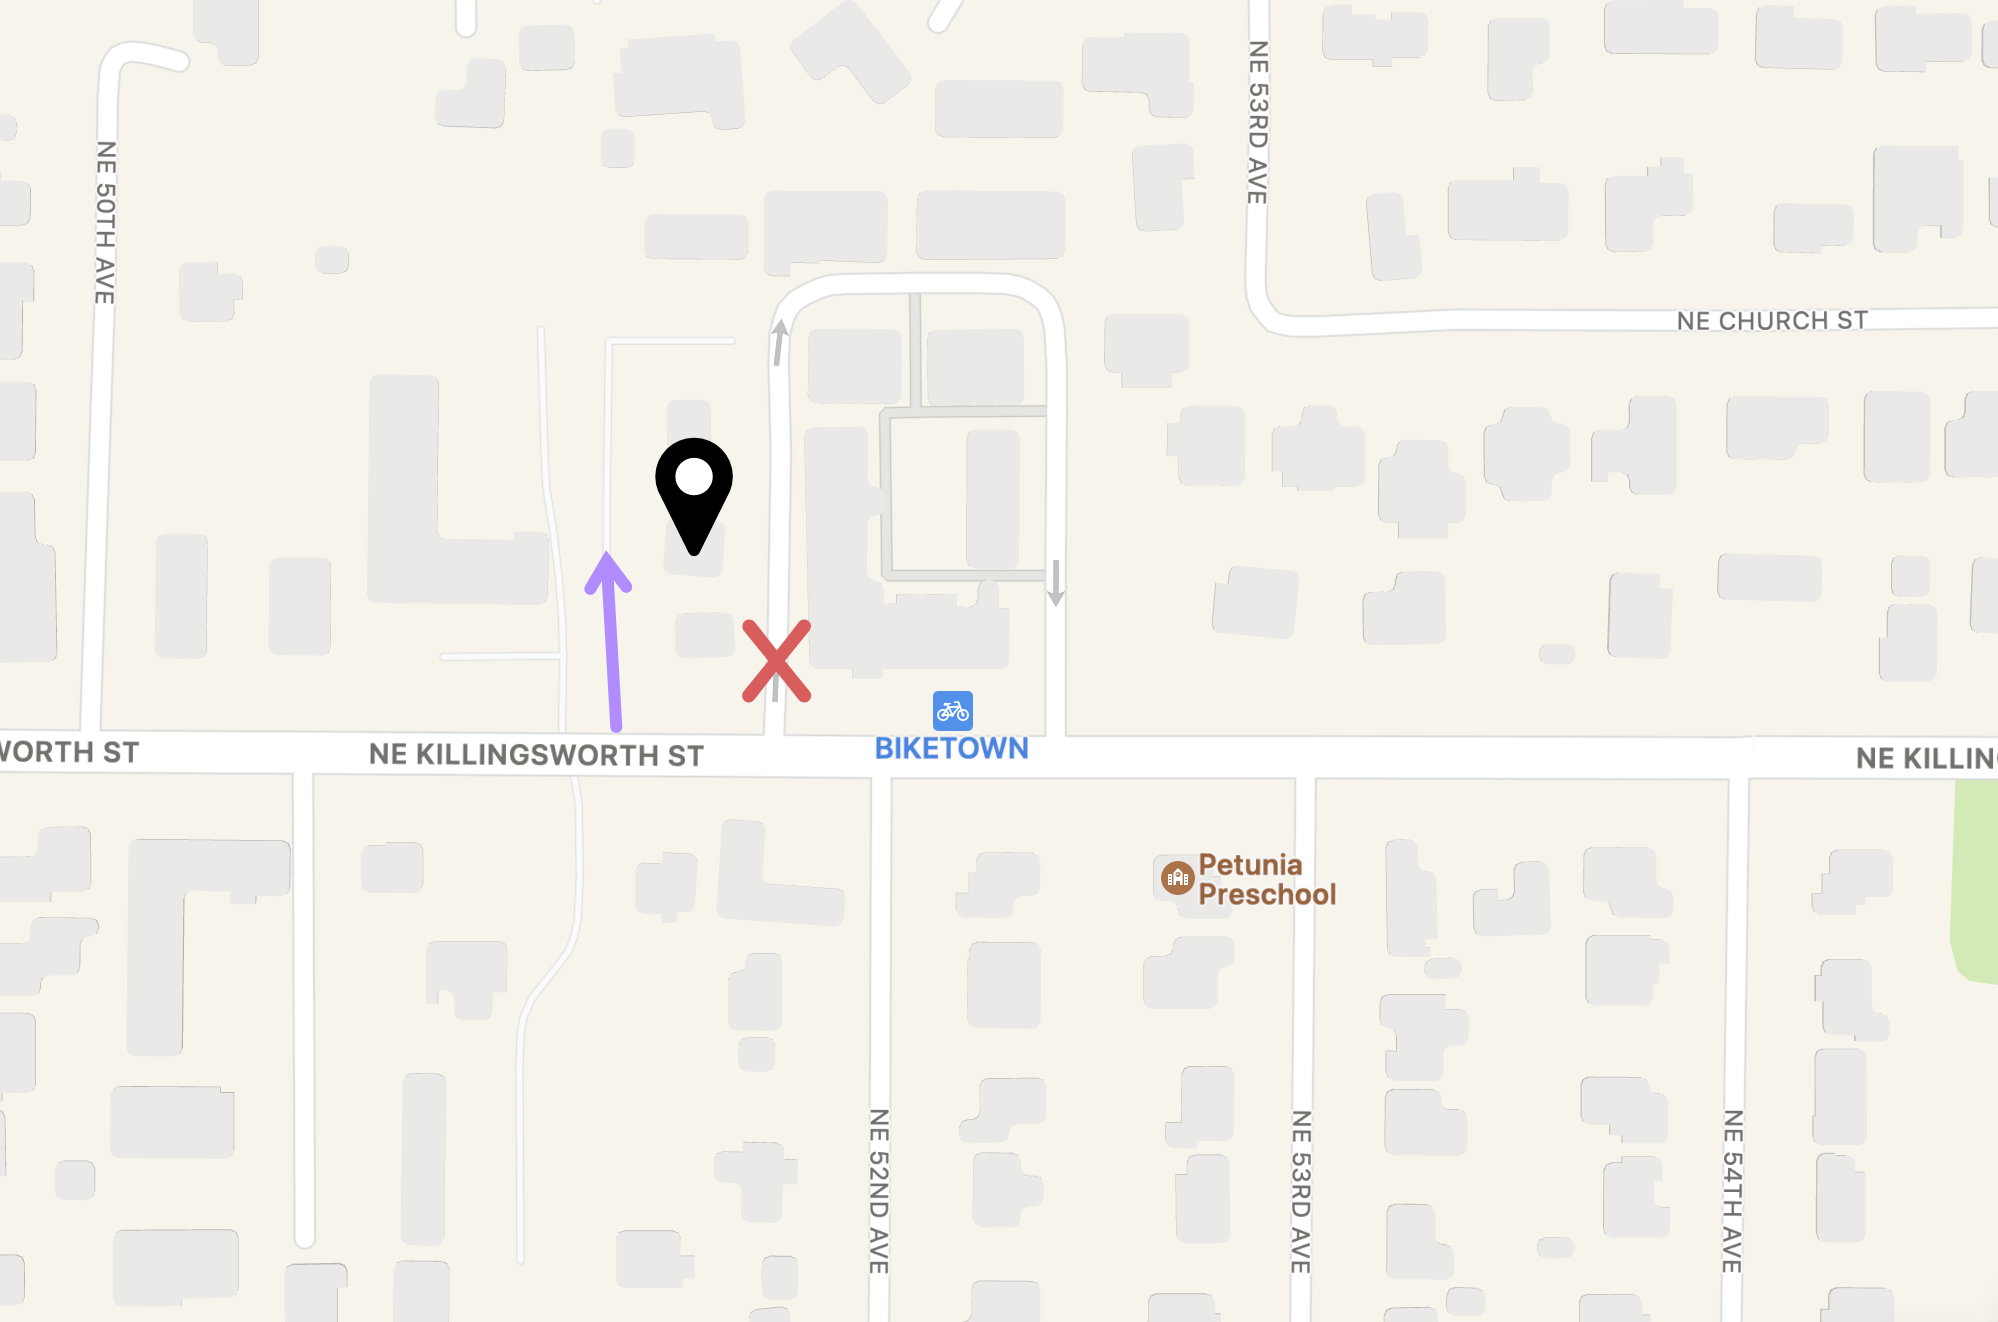 NE 50TH AVE
NE 53RD AVE
NE CHURCH ST
WORTH ST
NE KILLINGSWORTH ST
BIKETOWN
NE KILLIN
Petunia
Preschool
NE 52ND AVE
NE 53RD AVE
NE 54TH AVE